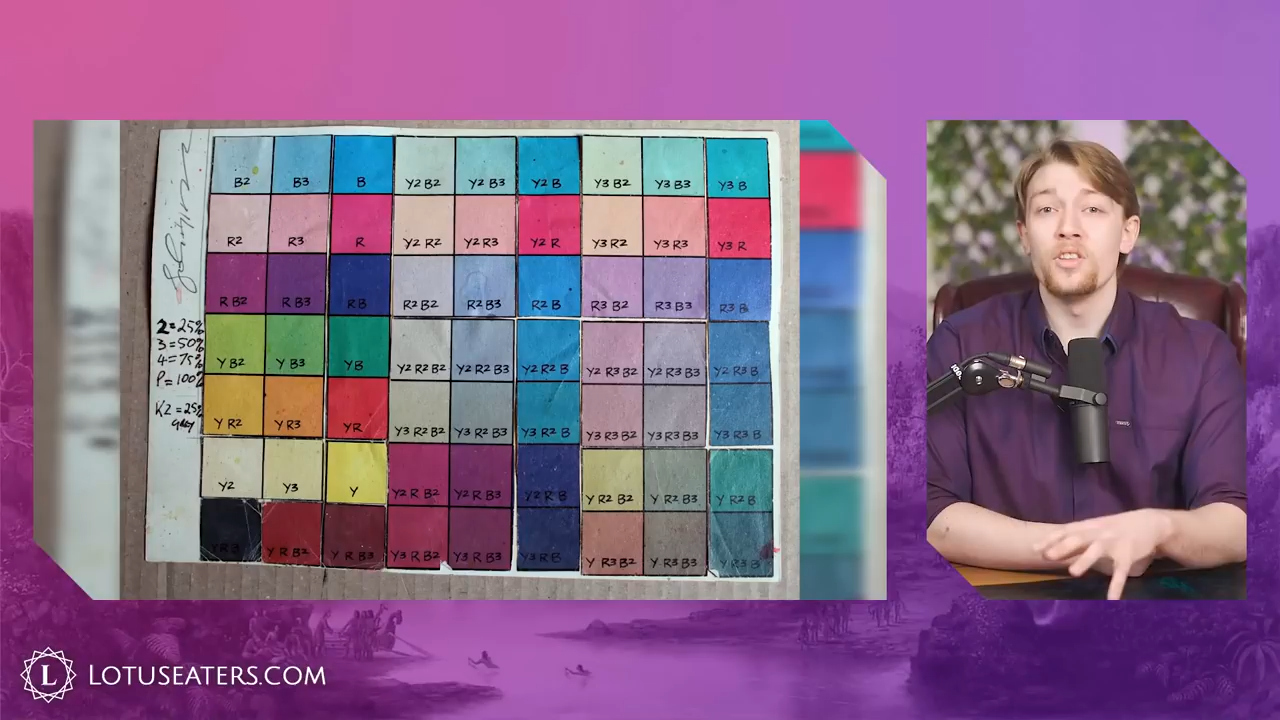 B2 B3 B Y2 B2 Y2 B3 Y2 B Y3 B2 Y3 B3 Y3 B
R2 R3 R Y2 R2 Y2 R3 Y2 R Y3 R2 Y3 R3 Y3 R
R B2 R B3 RB R2 B2 R2 B3 R2 B R3 B2 R3 B3 R3 B
2=25%
3=50%
4=75%
P=100%
K2=25%
grey
Y B2 Y B3 YB Y2 R2 B2 Y2 R2 B3 Y2 R2 B Y2 R3 B2 Y2 R3 B3 Y2 R3 B
Y R2 Y R3 YR Y3 R2 B2 Y3 R2 B3 Y3 R2 B Y3 R3 B2 Y3 R3 B3 Y3 R3 B
Y2 Y3 Y Y2 R B2 Y2 R B3 Y2 R B Y R2 B2 Y R2 B3 Y R2 B
Y R B2 Y R B3 Y3 R B2 Y3 R B3 Y3 R B Y R3 B2 Y R3 B3 Y R3 B
L LOTUSEATERS.COM